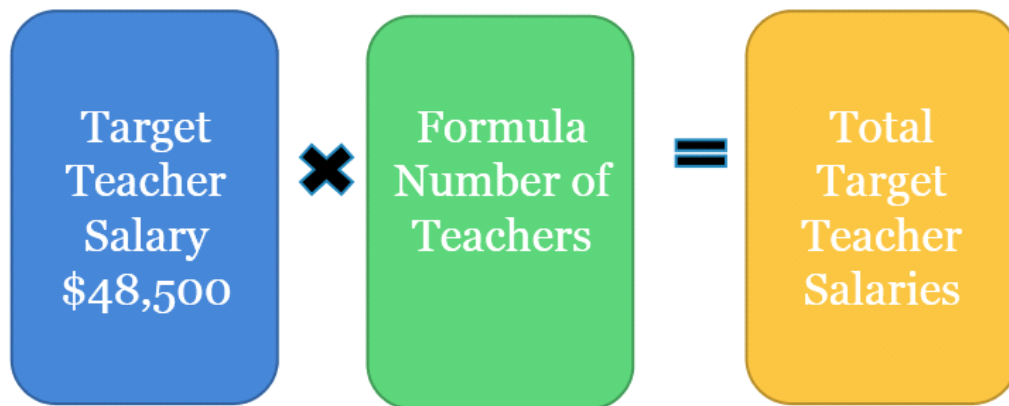 Target
Teacher
Salary
$48,500
Formula
Number of
Teachers
Total
Target
Teacher
Salaries